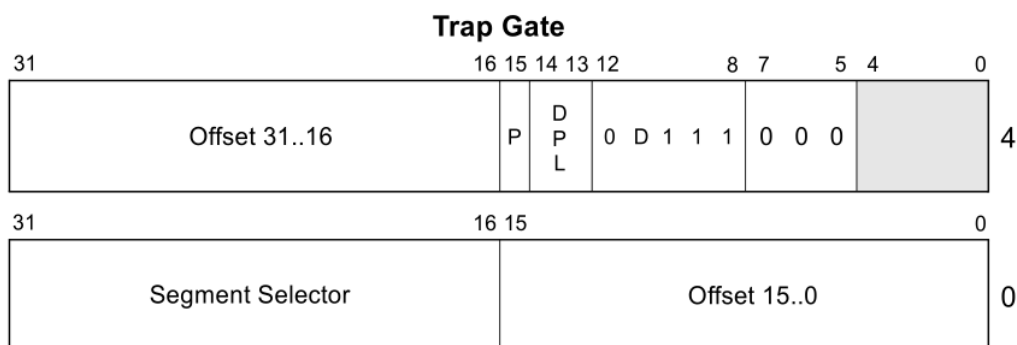 Trap Gate
31 16 15 14 13 12 8 7 5 4 0
Offset 31..16 P DPL 0 D 1 1 1 0 0 0 4
31 16 15 0
Segment Selector Offset 15..0 0